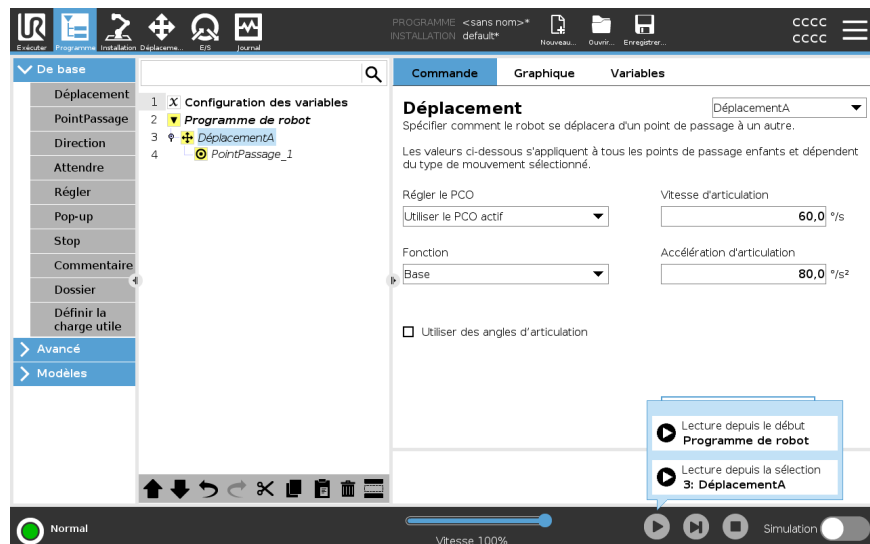 PROGRAMME <sans nom>*
INSTALLATION default*
CCCC
CCCC
Exécuter
Programme
Installation
Déplaceme...
E/S
Journal
Nouveau...
Ouvrir...
Enregistrer...
De base
Déplacement
PointPassage
Direction
Attendre
Régler
Pop-up
Stop
Commentaire
Dossier
Définir la
charge utile
Avancé
Modèles
1 X Configuration des variables
2 Programme de robot
3 DéplacementA
4 PointPassage_1
Commande
Graphique
Variables
Déplacement
DéplacementA
Spécifier comment le robot se déplacera d'un point de passage à un autre.
Les valeurs ci-dessous s'appliquent à tous les points de passage enfants et dépendent
du type de mouvement sélectionné.
Régler le PCO
Vitesse d'articulation
Utiliser le PCO actif
60,0 °/s
Fonction
Accélération d'articulation
Base
80,0 °/s²
Utiliser des angles d'articulation
Lecture depuis le début
Programme de robot
Lecture depuis la sélection
3: DéplacementA
Normal
Vitesse 100%
Simulation